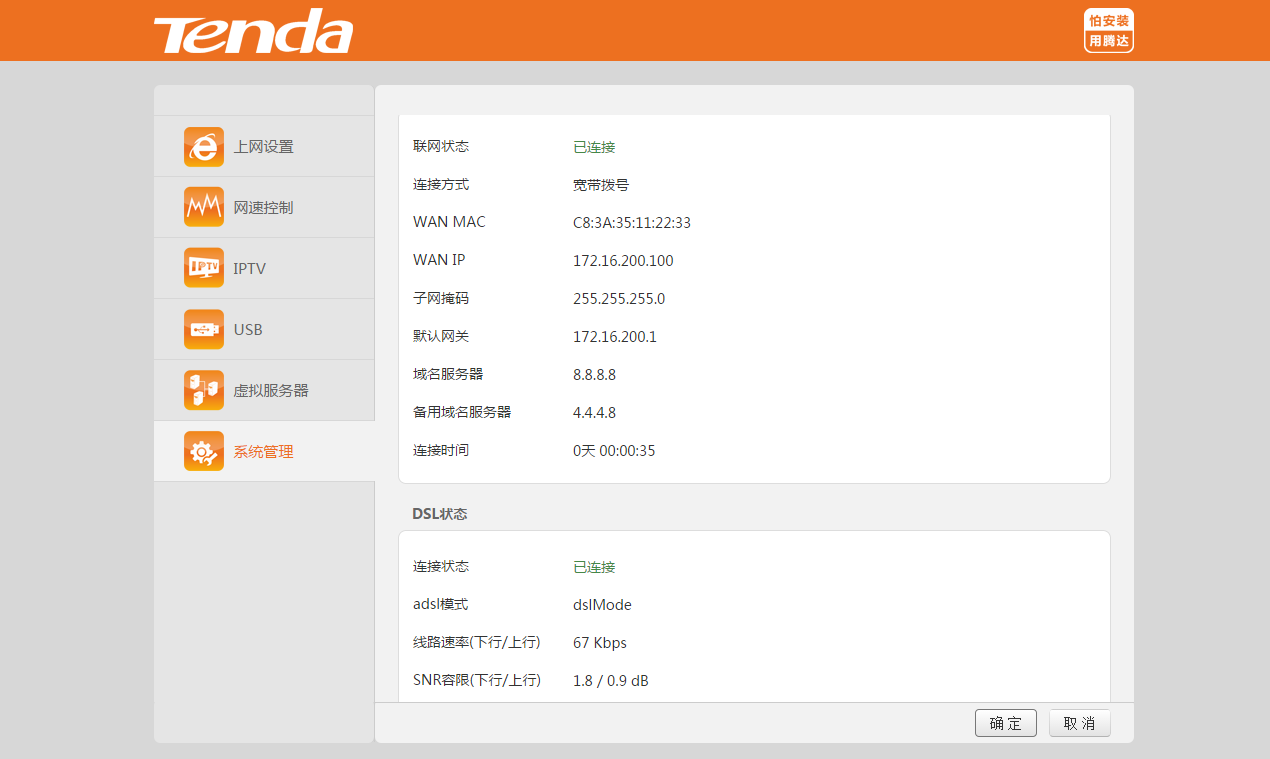 Tenda
怕安装
用腾达
上网设置
网速控制
IPTV
IPTV
USB
虚拟服务器
系统管理
联网状态 已连接
连接方式 宽带拨号
WAN MAC C8:3A:35:11:22:33
WAN IP 172.16.200.100
子网掩码 255.255.255.0
默认网关 172.16.200.1
域名服务器 8.8.8.8
备用域名服务器 4.4.4.8
连接时间 0天 00:00:35
DSL状态
连接状态 已连接
adsl模式 dslMode
线路速率(下行/上行) 67 Kbps
SNR容限(下行/上行) 1.8 / 0.9 dB
确 定 取 消